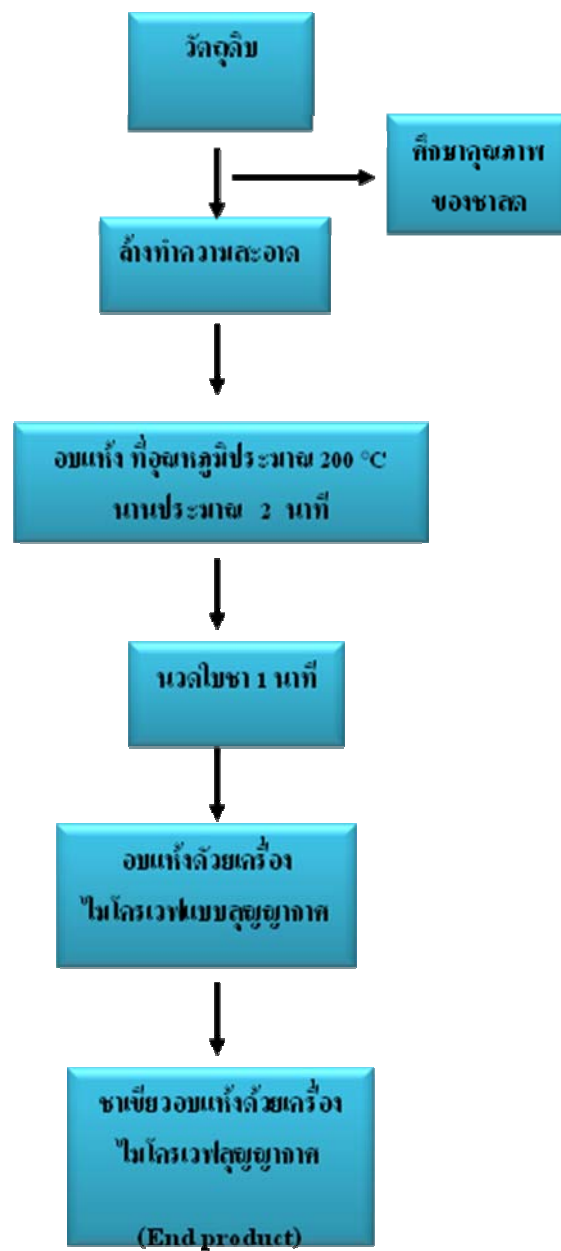 วัตถุดิบ
ศึกษาคุณภาพ
ของชาสด
ล้างทำความสะอาด
อบแห้ง ที่อุณหภูมิประมาณ 200 °C
นานประมาณ 2 นาที
นวดใบชา 1 นาที
อบแห้งด้วยเครื่อง
ไมโครเวฟแบบสุญญากาศ
ชาเขียวอบแห้งด้วยเครื่อง
ไมโครเวฟสุญญากาศ
(End product)